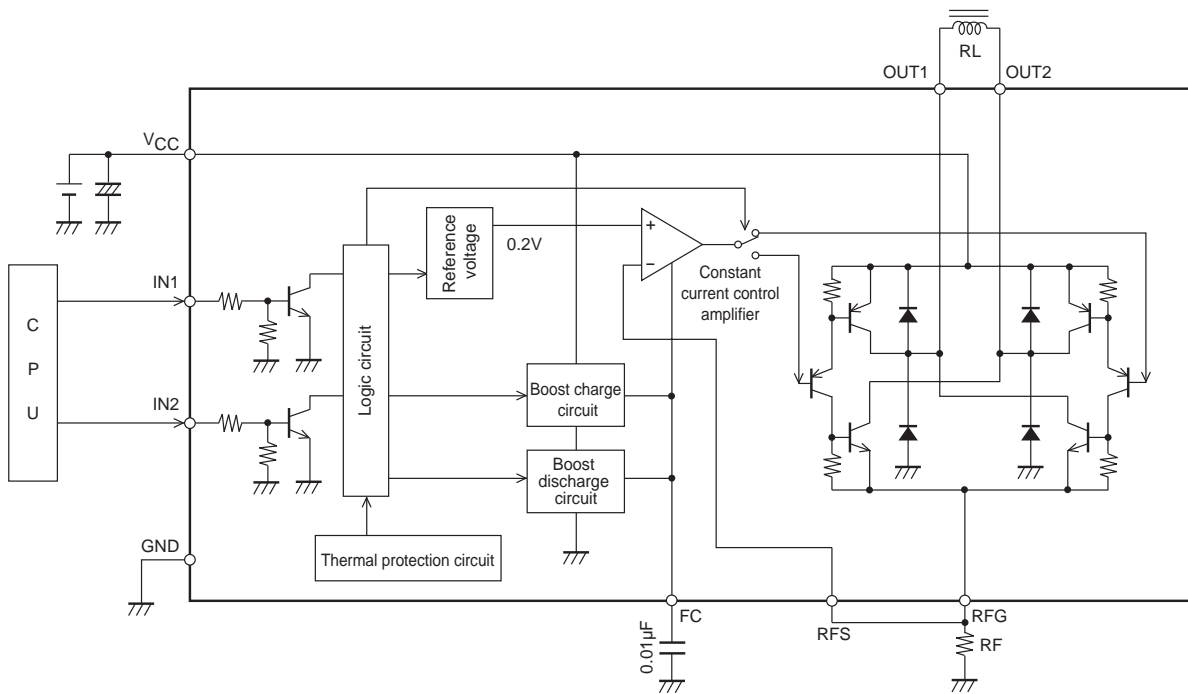 RL
OUT1
OUT2
VCC
Reference
voltage
0.2V
+
−
Constant
current control
amplifier
C
P
U
IN1
IN2
Logic circuit
Boost charge
circuit
Boost
discharge
circuit
GND
Thermal protection circuit
FC
0.01µF
RFS
RFG
RF